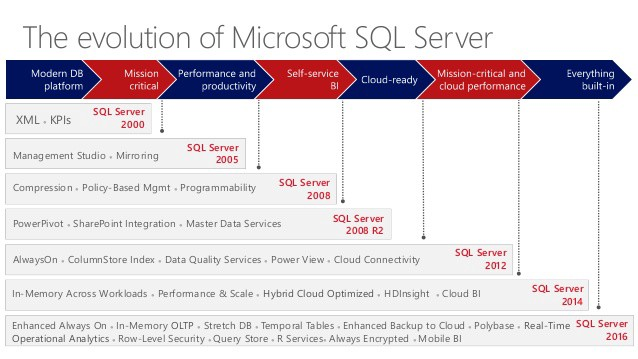 The evolution of Microsoft SQL Server
Modern DB
platform
Mission
critical
Performance and
productivity
Self-service
BI
Cloud-ready
Mission-critical and
cloud performance
Everything
built-in
XML • KPIs
SQL Server
2000
Management Studio • Mirroring
SQL Server
2005
Compression • Policy-Based Mgmt • Programmability
SQL Server
2008
PowerPivot • SharePoint Integration • Master Data Services
SQL Server
2008 R2
AlwaysOn • ColumnStore Index • Data Quality Services • Power View • Cloud Connectivity
SQL Server
2012
In-Memory Across Workloads • Performance & Scale • Hybrid Cloud Optimized • HDInsight • Cloud BI
SQL Server
2014
Enhanced Always On • In-Memory OLTP • Stretch DB • Temporal Tables • Enhanced Backup to Cloud • Polybase • Real-Time
Operational Analytics • Row-Level Security • Query Store • R Services • Always Encrypted • Mobile BI
SQL Server
2016